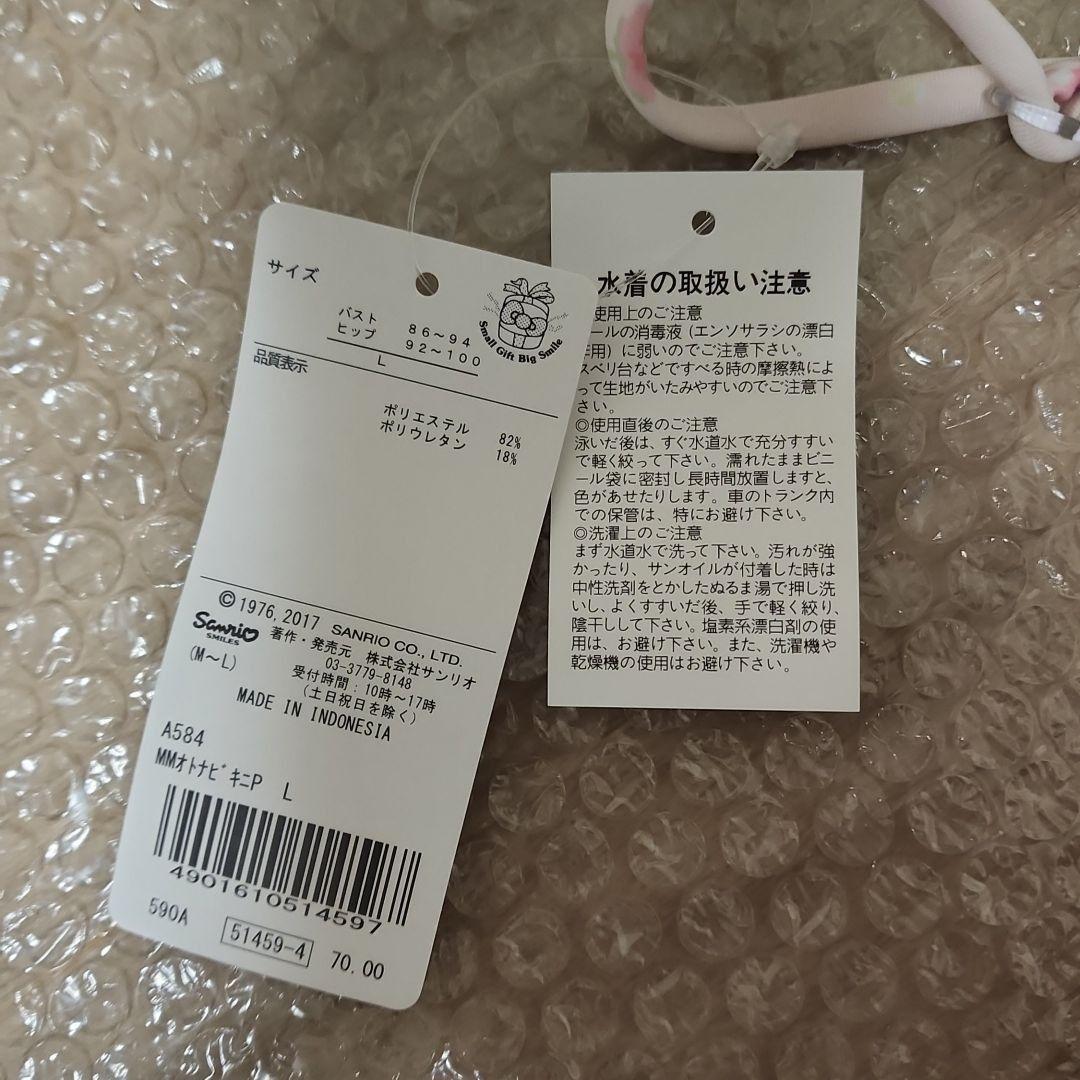 サイズ
バスト 86～94
ヒップ 92～100
L
Small Gift Big Smile
品質表示
ポリエステル 82%
ポリウレタン 18%
©1976, 2017 SANRIO CO., LTD.
Sanrio
SMILES
著作・発売元 株式会社サンリオ
(M～L)
03-3779-8148
受付時間：10時～17時
(土日祝日を除く)
MADE IN INDONESIA
A584
MMオトナビキニP L
4901610514597
590A 51459-4 70.00
水着の取扱い注意
使用上のご注意
ールの消毒液（エンソサラシの漂白
用）に弱いのでご注意下さい。
スベリ台などですべる時の摩擦熱によ
って生地がいたみやすいのでご注意下
さい。
◎使用直後のご注意
泳いだ後は、すぐ水道水で充分すすい
で軽く絞って下さい。濡れたままビニ
ール袋に密封し長時間放置しますと、
色があせたりします。車のトランク内
での保管は、特にお避け下さい。
◎洗濯上のご注意
まず水道水で洗って下さい。汚れが強
かったり、サンオイルが付着した時は
中性洗剤をとかしたぬるま湯で押し洗
いし、よくすすいだ後、手で軽く絞り、
陰干しして下さい。塩素系漂白剤の使
用は、お避け下さい。また、洗濯機や
乾燥機の使用はお避け下さい。